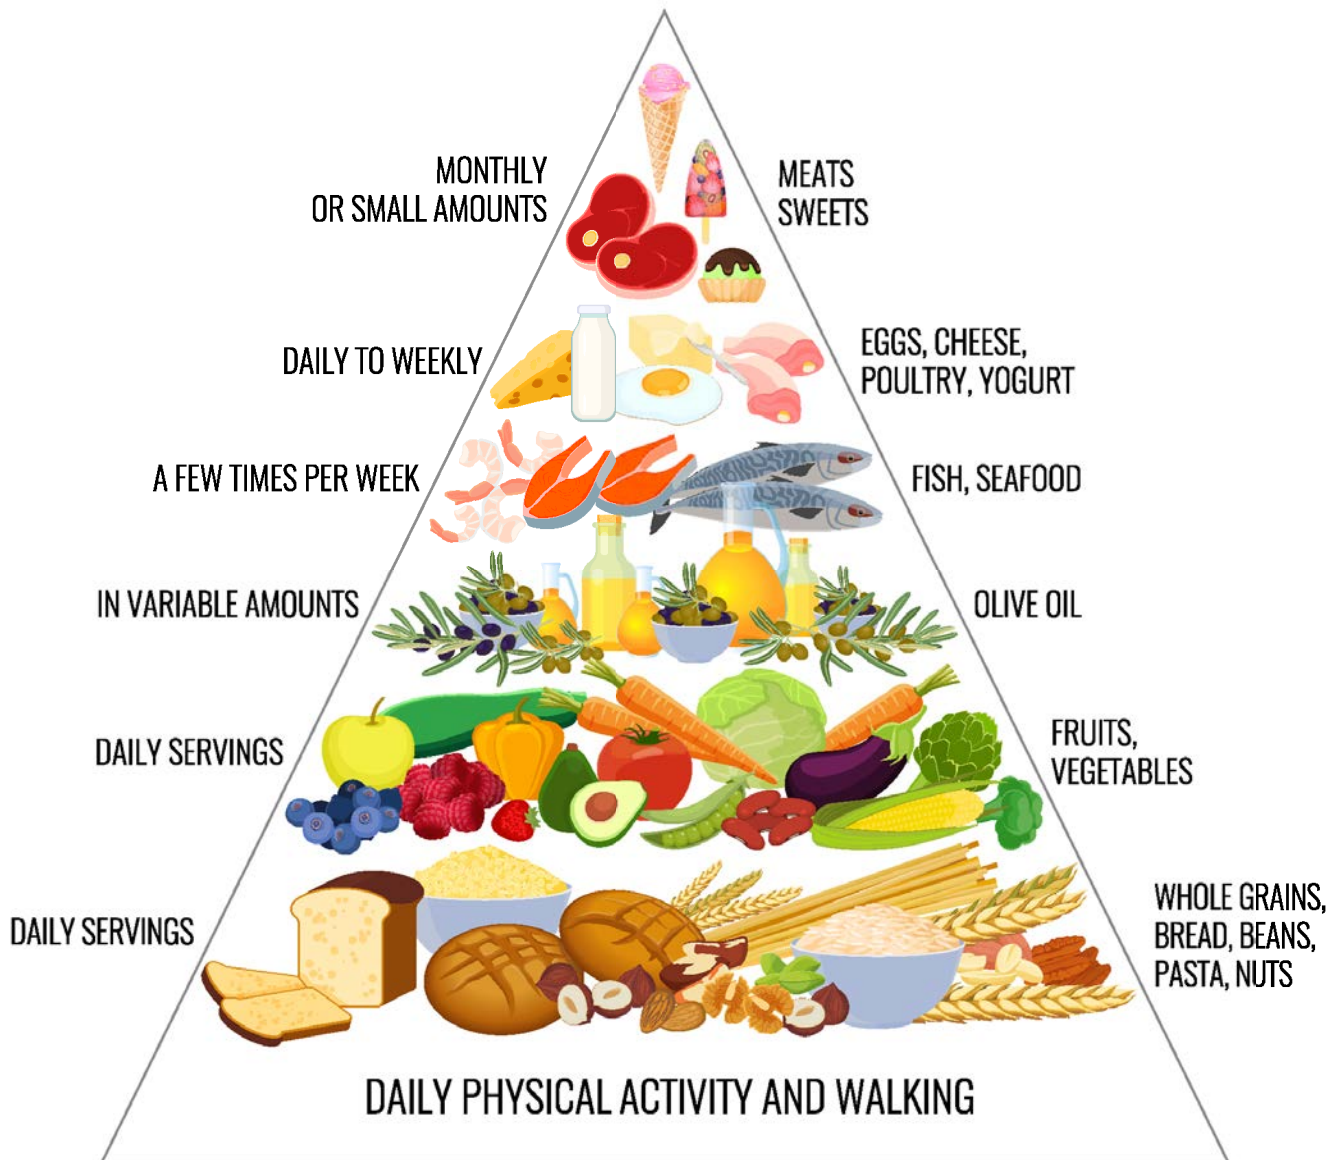 MONTHLY
OR SMALL AMOUNTS
MEATS
SWEETS
DAILY TO WEEKLY
EGGS, CHEESE,
POULTRY, YOGURT
A FEW TIMES PER WEEK
FISH, SEAFOOD
IN VARIABLE AMOUNTS
OLIVE OIL
DAILY SERVINGS
FRUITS,
VEGETABLES
DAILY SERVINGS
WHOLE GRAINS,
BREAD, BEANS,
PASTA, NUTS
DAILY PHYSICAL ACTIVITY AND WALKING